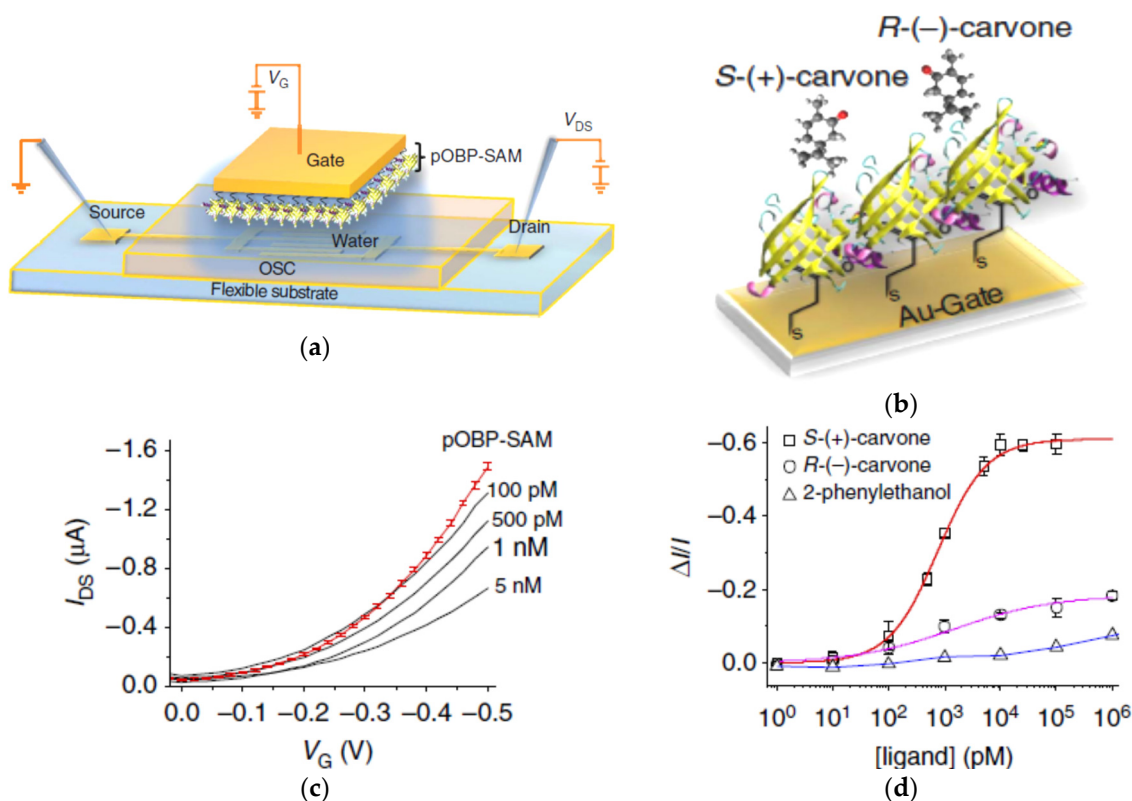 V_G
V_DS
Gate
pOBP-SAM
Source
Drain
Water
OSC
Flexible substrate
(a)
R-(–)-carvone
S-(+)-carvone
S
S
S
Au-Gate
(b)
–1.6
–1.2
–0.8
–0.4
0.0
I_DS (µA)
pOBP-SAM
100 pM
500 pM
1 nM
5 nM
0.0 –0.1 –0.2 –0.3 –0.4 –0.5
V_G (V)
(c)
–0.6
–0.4
–0.2
0.0
ΔI/I
S-(+)-carvone
R-(–)-carvone
2-phenylethanol
10^0 10^1 10^2 10^3 10^4 10^5 10^6
[ligand] (pM)
(d)